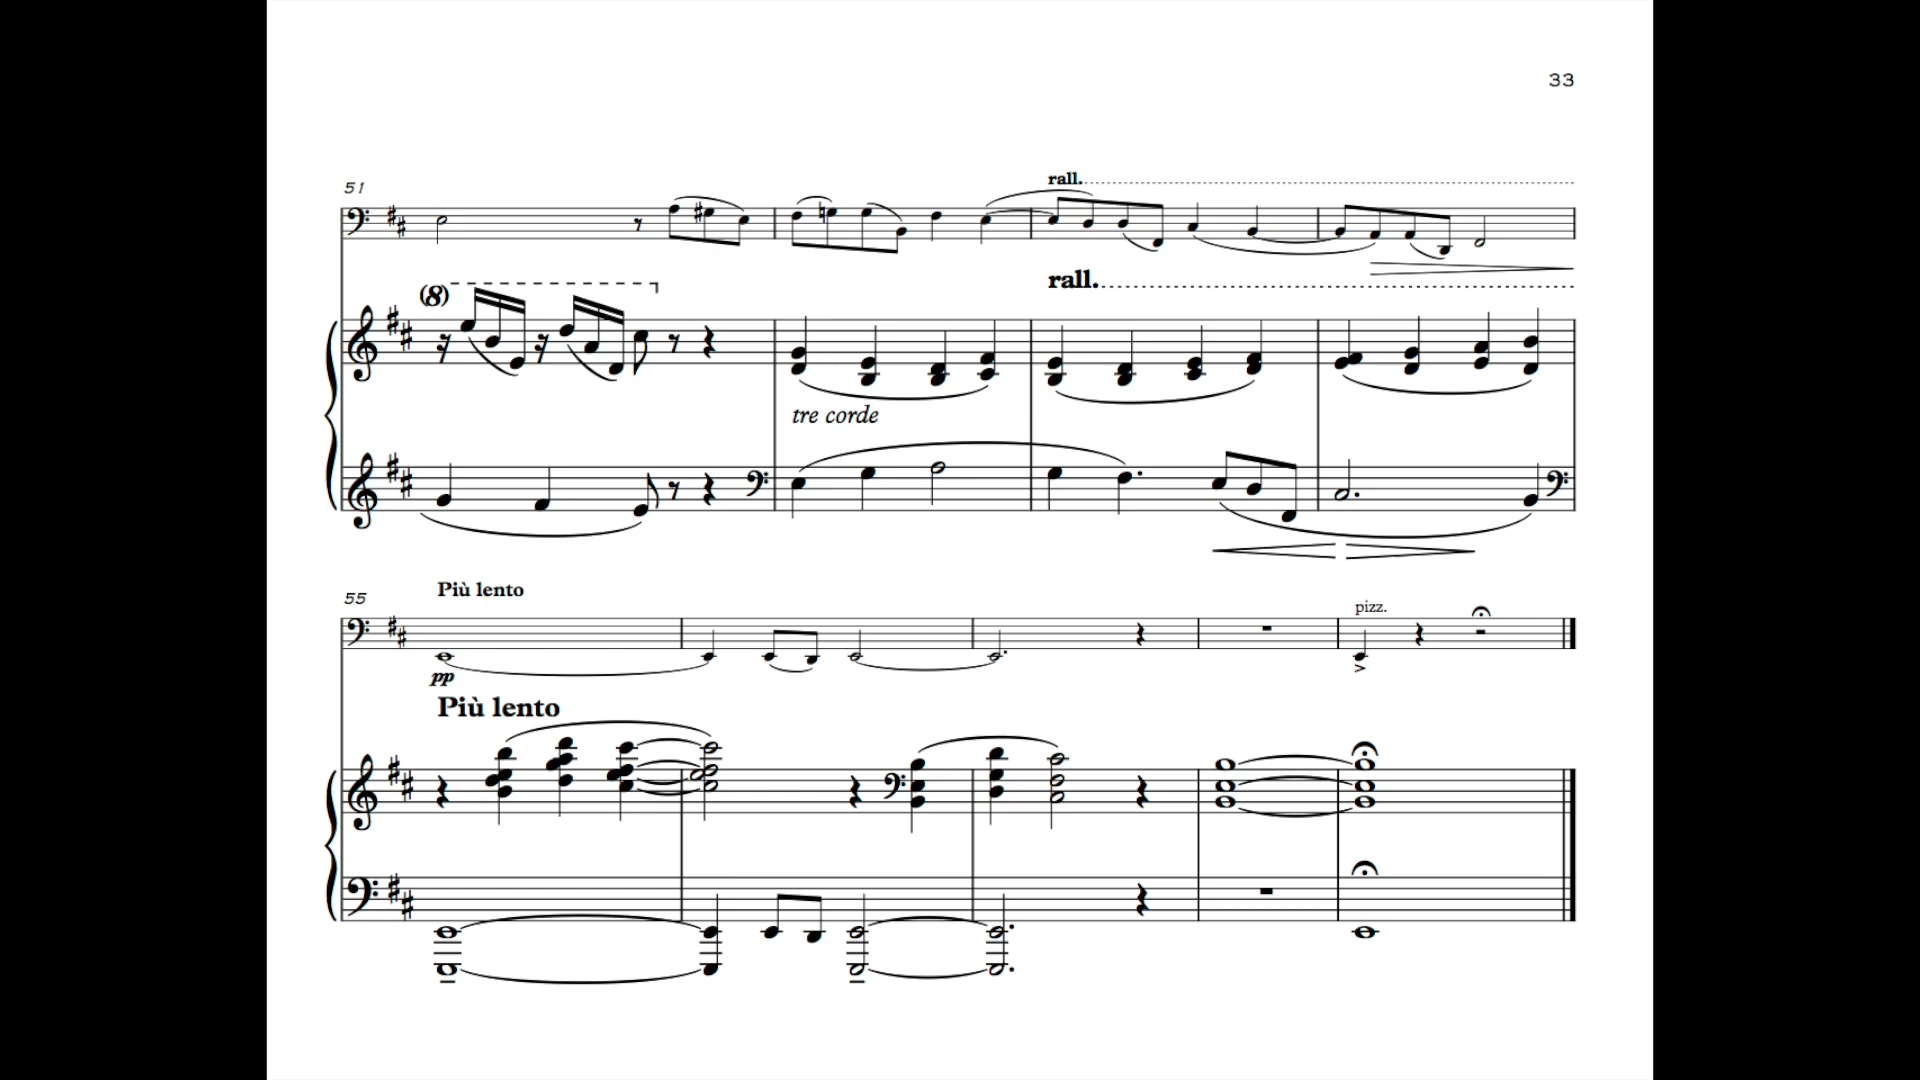 33
51
rall.
(8)
rall.
tre corde
55
Più lento
pizz.
pp
Più lento